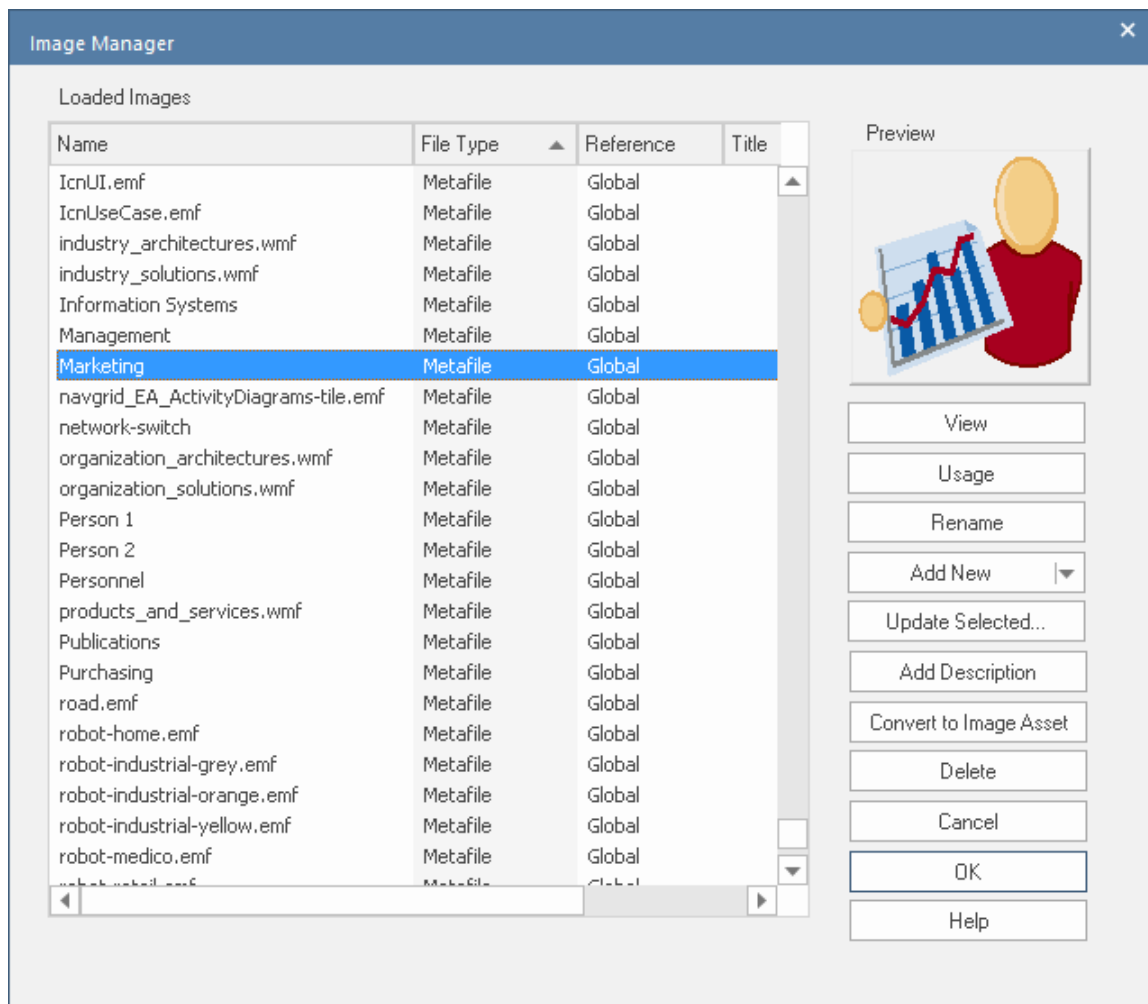 Image Manager
Loaded Images
Preview
Name File Type Reference Title
IcnUI.emf Metafile Global
IcnUseCase.emf Metafile Global
industry_architectures.wmf Metafile Global
industry_solutions.wmf Metafile Global
Information Systems Metafile Global
Management Metafile Global
Marketing Metafile Global
navgrid_EA_ActivityDiagrams-tile.emf Metafile Global
network-switch Metafile Global
organization_architectures.wmf Metafile Global
organization_solutions.wmf Metafile Global
Person 1 Metafile Global
Person 2 Metafile Global
Personnel Metafile Global
products_and_services.wmf Metafile Global
Publications Metafile Global
Purchasing Metafile Global
road.emf Metafile Global
robot-home.emf Metafile Global
robot-industrial-grey.emf Metafile Global
robot-industrial-orange.emf Metafile Global
robot-industrial-yellow.emf Metafile Global
robot-medico.emf Metafile Global
robot-retail.emf Metafile Global
View
Usage
Rename
Add New
Update Selected...
Add Description
Convert to Image Asset
Delete
Cancel
OK
Help